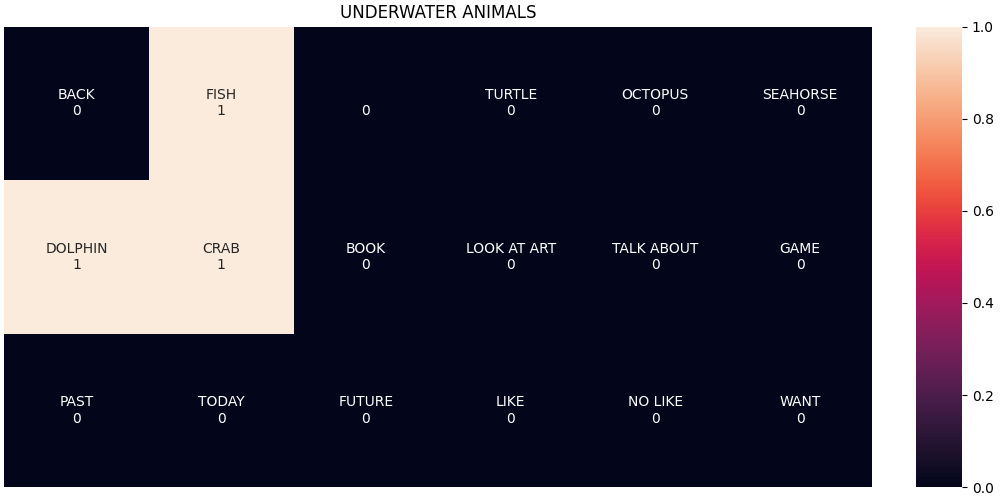 UNDERWATER ANIMALS
BACK FISH TURTLE OCTOPUS SEAHORSE
0 1 0 0 0 0
DOLPHIN CRAB BOOK LOOK AT ART TALK ABOUT GAME
1 1 0 0 0 0
PAST TODAY FUTURE LIKE NO LIKE WANT
0 0 0 0 0 0
1.0
0.8
0.6
0.4
0.2
0.0